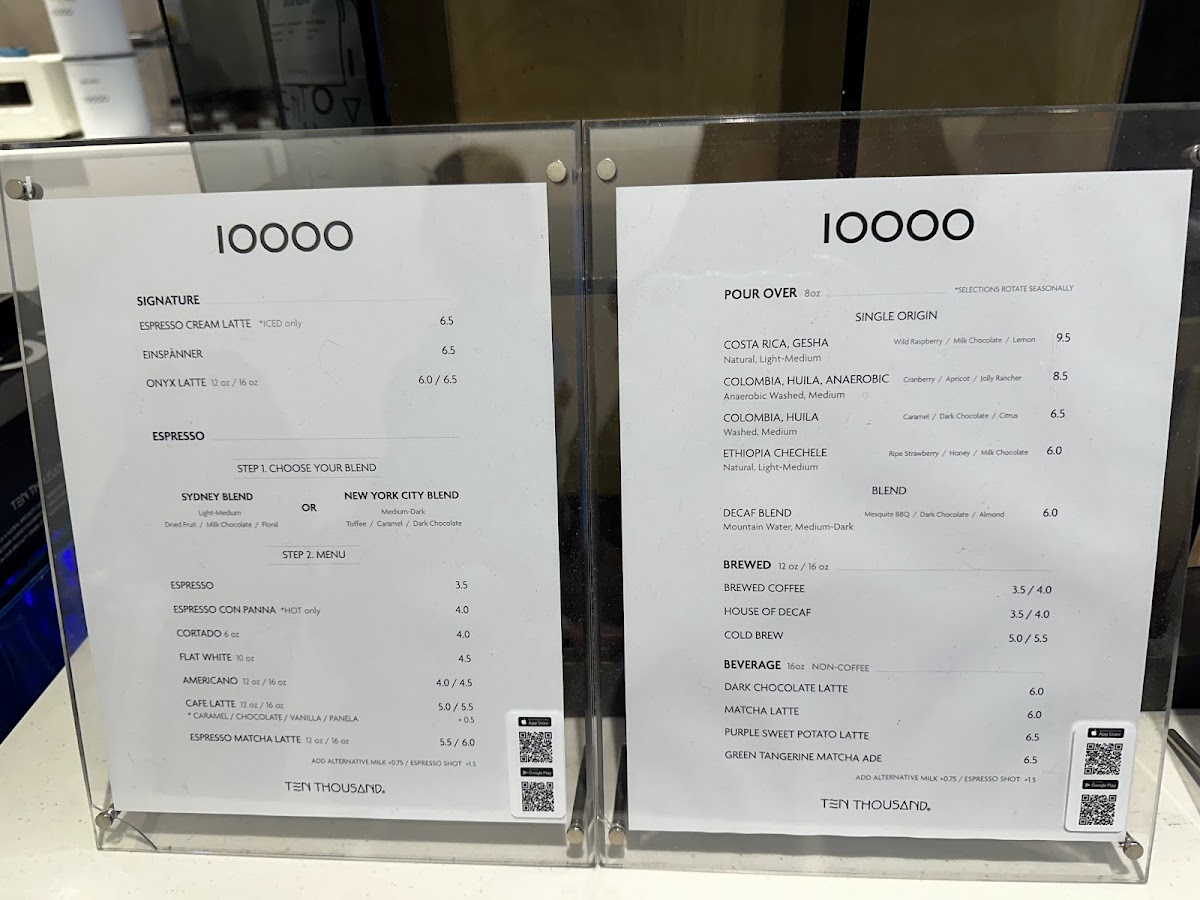 10000
SIGNATURE
ESPRESSO CREAM LATTE *ICED only 6.5
EINSPÄNNER 6.5
ONYX LATTE 12 oz / 16 oz 6.0 / 6.5
ESPRESSO
STEP 1. CHOOSE YOUR BLEND
SYDNEY BLEND OR NEW YORK CITY BLEND
Light-Medium Medium-Dark
Dried Fruit / Milk Chocolate / Floral Toffee / Caramel / Dark Chocolate
STEP 2. MENU
ESPRESSO 3.5
ESPRESSO CON PANNA *HOT only 4.0
CORTADO 6 oz 4.0
FLAT WHITE 10 oz 4.5
AMERICANO 12 oz / 16 oz 4.0 / 4.5
CAFE LATTE 12 oz / 16 oz 5.0 / 5.5
* CARAMEL / CHOCOLATE / VANILLA / PANELA + 0.5
ESPRESSO MATCHA LATTE 12 oz / 16 oz 5.5 / 6.0
ADD ALTERNATIVE MILK +0.75 / ESPRESSO SHOT +1.5
TEN THOUSAND
App Store
Google Play
10000
POUR OVER 8oz *SELECTIONS ROTATE SEASONALLY
SINGLE ORIGIN
COSTA RICA, GESHA Wild Raspberry / Milk Chocolate / Lemon 9.5
Natural, Light-Medium
COLOMBIA, HUILA, ANAEROBIC Cranberry / Apricot / Jolly Rancher 8.5
Anaerobic Washed, Medium
COLOMBIA, HUILA Caramel / Dark Chocolate / Citrus 6.5
Washed, Medium
ETHIOPIA CHECHELE Ripe Strawberry / Honey / Milk Chocolate 6.0
Natural, Light-Medium
BLEND
DECAF BLEND Mesquite BBQ / Dark Chocolate / Almond 6.0
Mountain Water, Medium-Dark
BREWED 12 oz / 16 oz
BREWED COFFEE 3.5 / 4.0
HOUSE OF DECAF 3.5 / 4.0
COLD BREW 5.0 / 5.5
BEVERAGE 16oz NON-COFFEE
DARK CHOCOLATE LATTE 6.0
MATCHA LATTE 6.0
PURPLE SWEET POTATO LATTE 6.5
GREEN TANGERINE MATCHA ADE 6.5
ADD ALTERNATIVE MILK +0.75 / ESPRESSO SHOT +1.5
TEN THOUSAND
App Store
Google Play